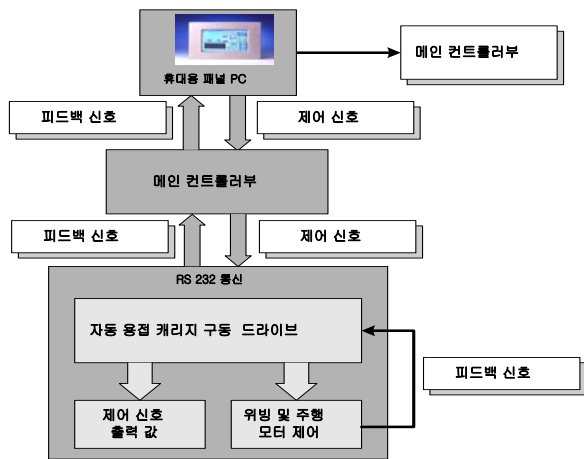 휴대용 패널 PC
메인 컨트롤러부
피드백 신호
제어 신호
메인 컨트롤러부
피드백 신호
제어 신호
RS 232 통신
자동 용접 캐리지 구동 드라이브
피드백 신호
제어 신호
출력 값
위빙 및 주행
모터 제어